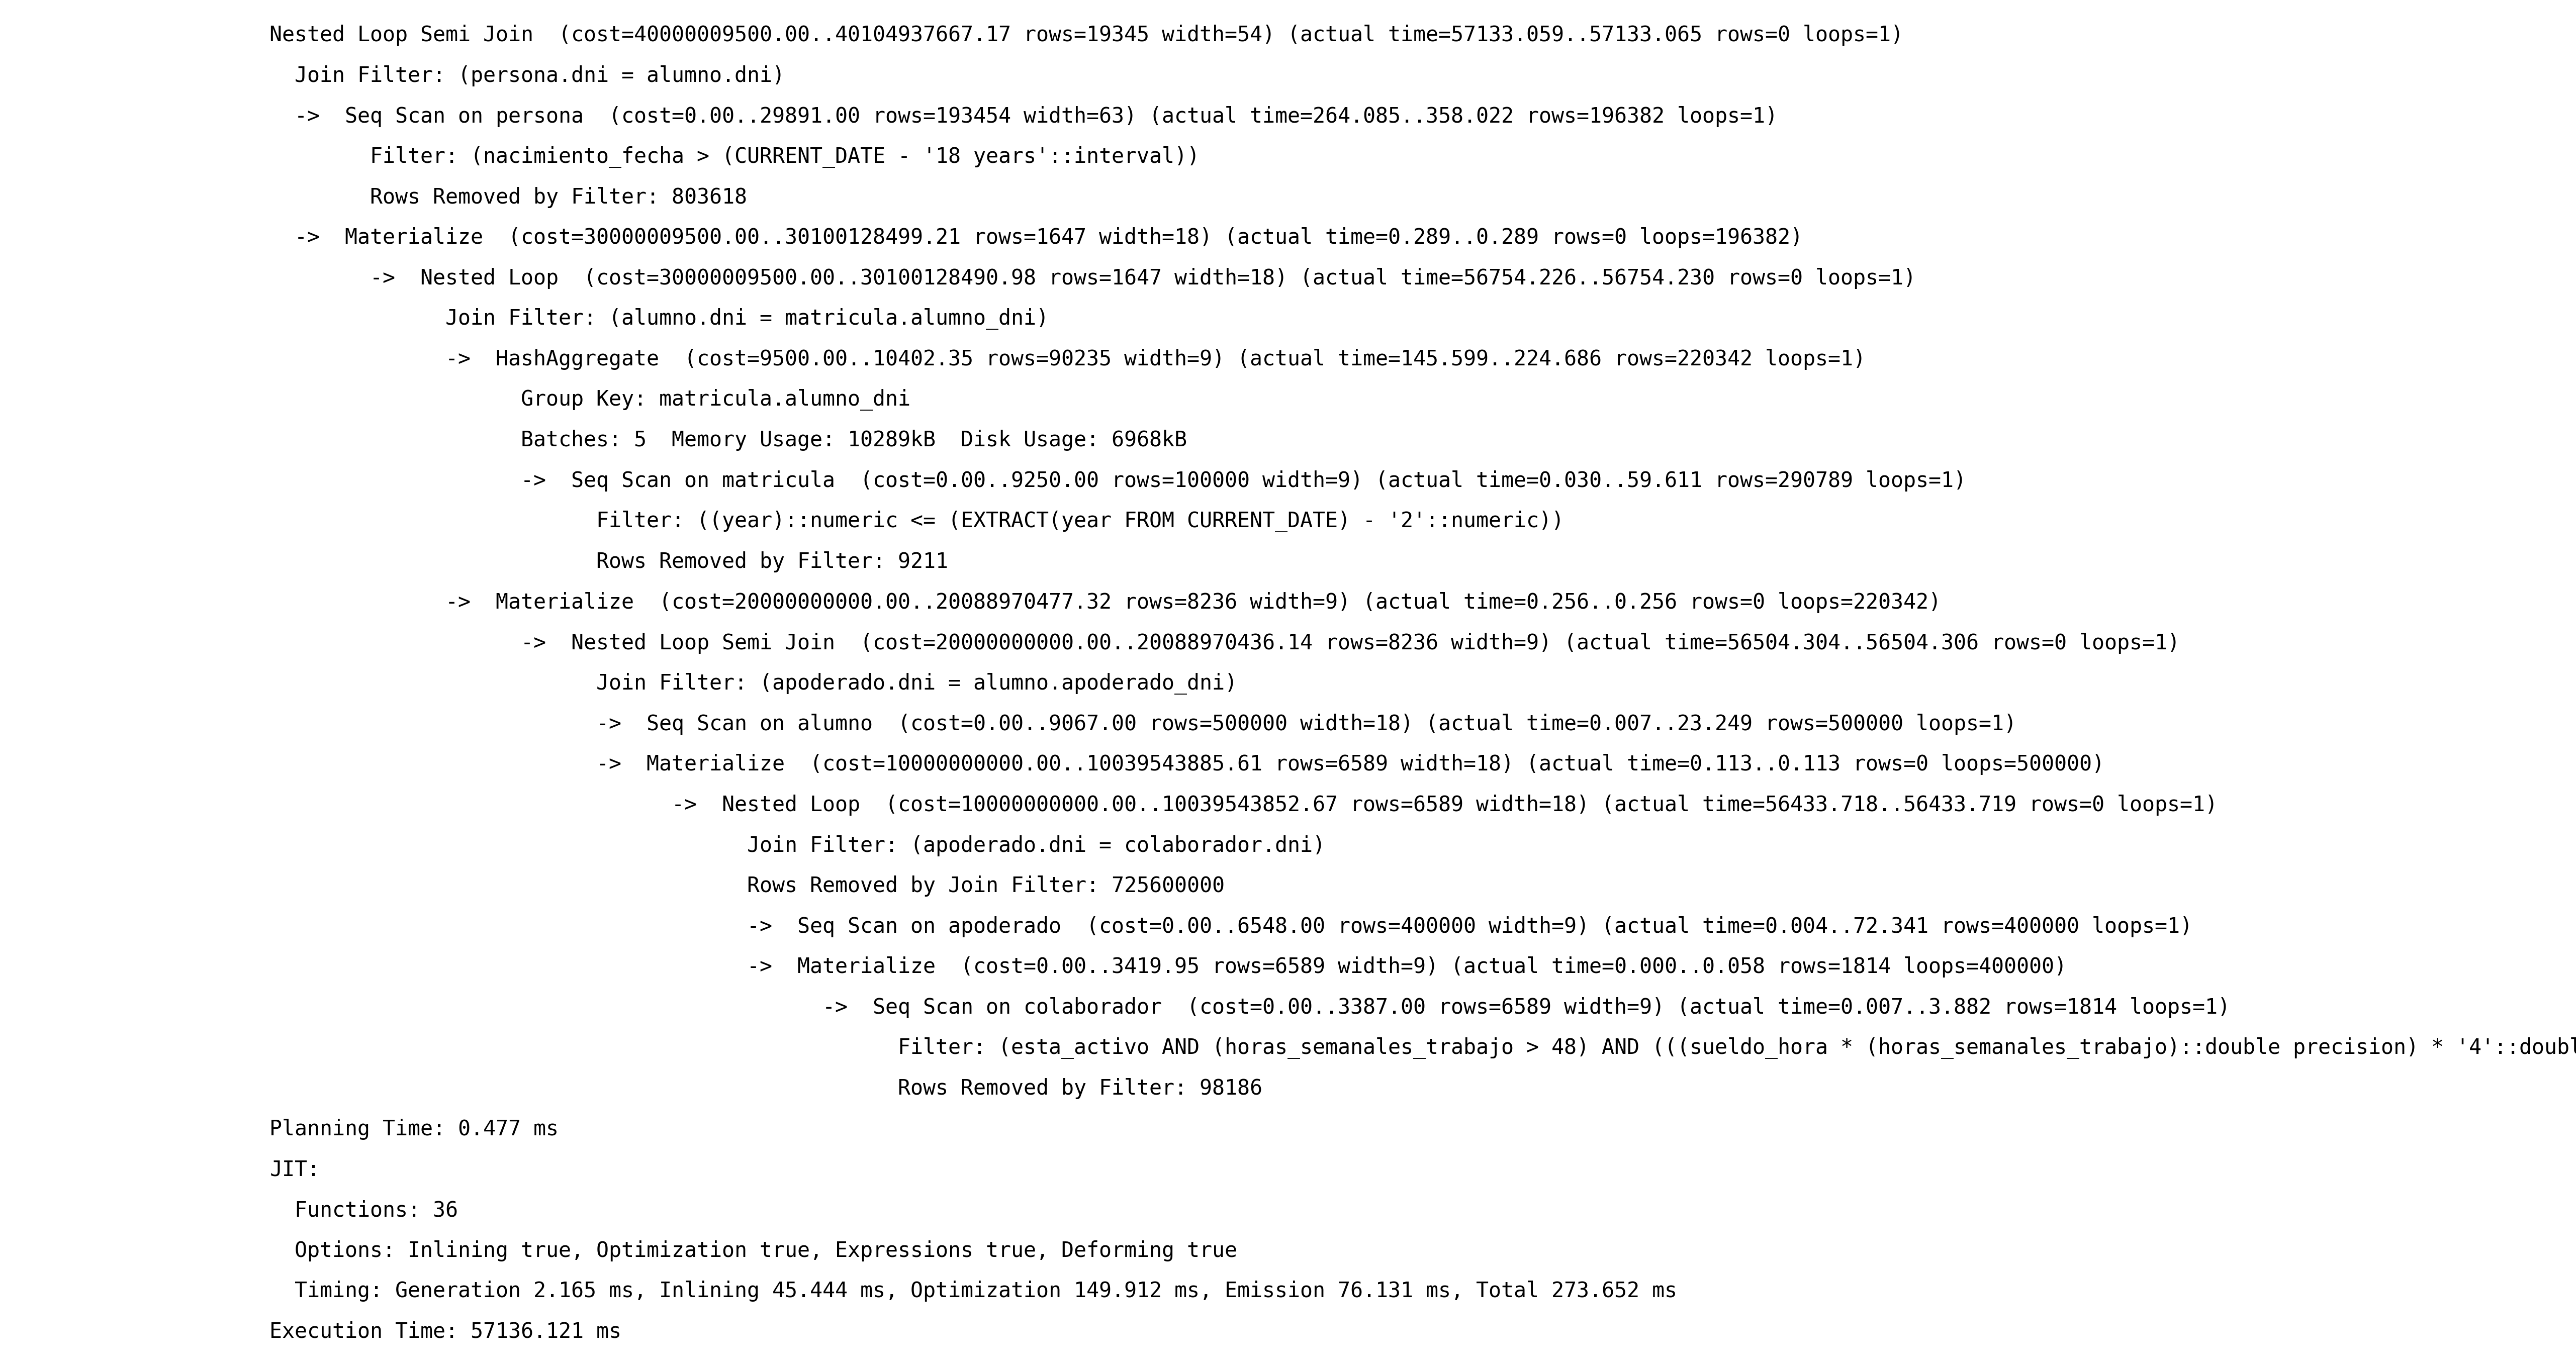 Nested Loop Semi Join  (cost=40000009500.00..40104937667.17 rows=19345 width=54) (actual time=57133.059..57133.065 rows=0 loops=1)
  Join Filter: (persona.dni = alumno.dni)
  ->  Seq Scan on persona  (cost=0.00..29891.00 rows=193454 width=63) (actual time=264.085..358.022 rows=196382 loops=1)
        Filter: (nacimiento_fecha > (CURRENT_DATE - '18 years'::interval))
        Rows Removed by Filter: 803618
  ->  Materialize  (cost=30000009500.00..30100128499.21 rows=1647 width=18) (actual time=0.289..0.289 rows=0 loops=196382)
        ->  Nested Loop  (cost=30000009500.00..30100128490.98 rows=1647 width=18) (actual time=56754.226..56754.230 rows=0 loops=1)
              Join Filter: (alumno.dni = matricula.alumno_dni)
              ->  HashAggregate  (cost=9500.00..10402.35 rows=90235 width=9) (actual time=145.599..224.686 rows=220342 loops=1)
                    Group Key: matricula.alumno_dni
                    Batches: 5  Memory Usage: 10289kB  Disk Usage: 6968kB
                    ->  Seq Scan on matricula  (cost=0.00..9250.00 rows=100000 width=9) (actual time=0.030..59.611 rows=290789 loops=1)
                          Filter: ((year)::numeric <= (EXTRACT(year FROM CURRENT_DATE) - '2'::numeric))
                          Rows Removed by Filter: 9211
              ->  Materialize  (cost=20000000000.00..20088970477.32 rows=8236 width=9) (actual time=0.256..0.256 rows=0 loops=220342)
                    ->  Nested Loop Semi Join  (cost=20000000000.00..20088970436.14 rows=8236 width=9) (actual time=56504.304..56504.306 rows=0 loops=1)
                          Join Filter: (apoderado.dni = alumno.apoderado_dni)
                          ->  Seq Scan on alumno  (cost=0.00..9067.00 rows=500000 width=18) (actual time=0.007..23.249 rows=500000 loops=1)
                          ->  Materialize  (cost=10000000000.00..10039543885.61 rows=6589 width=18) (actual time=0.113..0.113 rows=0 loops=500000)
                                ->  Nested Loop  (cost=10000000000.00..10039543852.67 rows=6589 width=18) (actual time=56433.718..56433.719 rows=0 loops=1)
                                      Join Filter: (apoderado.dni = colaborador.dni)
                                      Rows Removed by Join Filter: 725600000
                                      ->  Seq Scan on apoderado  (cost=0.00..6548.00 rows=400000 width=9) (actual time=0.004..72.341 rows=400000 loops=1)
                                      ->  Materialize  (cost=0.00..3419.95 rows=6589 width=9) (actual time=0.000..0.058 rows=1814 loops=400000)
                                            ->  Seq Scan on colaborador  (cost=0.00..3387.00 rows=6589 width=9) (actual time=0.007..3.882 rows=1814 loops=1)
                                                  Filter: (esta_activo AND (horas_semanales_trabajo > 48) AND (((sueldo_hora * (horas_semanales_trabajo)::double precision) * '4'::doubl
                                                  Rows Removed by Filter: 98186
Planning Time: 0.477 ms
JIT:
  Functions: 36
  Options: Inlining true, Optimization true, Expressions true, Deforming true
  Timing: Generation 2.165 ms, Inlining 45.444 ms, Optimization 149.912 ms, Emission 76.131 ms, Total 273.652 ms
Execution Time: 57136.121 ms